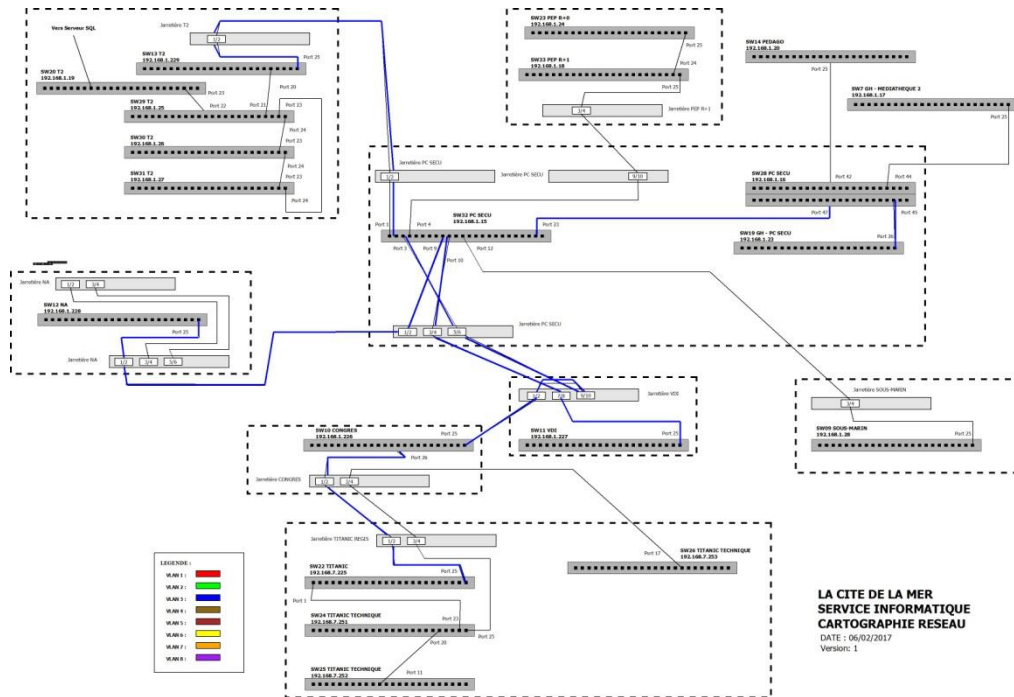 Vers Serveur SQL
Jarretière T2
1/2
SW13 T2
192.168.1.229
Port 25
SW20 T2
192.168.1.19
Port 20
Port 23
SW29 T2
192.168.1.25
Port 22
Port 21
Port 23
Port 24
SW30 T2
192.168.1.26
Port 23
Port 24
SW31 T2
192.168.1.27
Port 23
Port 24
SW23 PEP R+0
192.168.1.24
Port 25
SW33 PEP R+1
192.168.1.18
Port 24
Port 25
3/4
Jarretière PEP R+1
SW14 PEDAGO
192.168.1.20
Port 25
SW7 GH - MEDIATHEQUE 2
192.168.1.17
Port 25
Jarretière PC SECU
1/2
Jarretière PC SECU
9/10
SW28 PC SECU
192.168.1.16
Port 42
Port 44
Port 47
Port 45
SW32 PC SECU
192.168.1.15
Port 1
Port 4
Port 23
Port 3
Port 9
Port 12
Port 10
SW19 GH - PC SECU
192.168.1.23
Port 26
Jarretière PC SECU
1/2
3/4
5/6
Jarretière NA
1/2
3/4
SW12 NA
192.168.1.228
Port 25
Jarretière NA
1/2
3/4
5/6
Jarretière VDI
1/2
7/8
9/10
SW11 VDI
192.168.1.227
Port 25
Jarretière SOUS-MARIN
3/4
SW09 SOUS-MARIN
192.168.1.28
Port 25
SW10 CONGRES
192.168.1.226
Port 25
Port 26
Jarretière CONGRES
1/2
3/4
Jarretière TITANIC REGIS
1/2
3/4
SW22 TITANIC
192.168.7.225
Port 25
Port 1
SW24 TITANIC TECHNIQUE
192.168.7.251
Port 23
Port 25
Port 20
SW25 TITANIC TECHNIQUE
192.168.7.252
Port 11
SW26 TITANIC TECHNIQUE
192.168.7.253
Port 17
LEGENDE :
VLAN 1 :
VLAN 2 :
VLAN 3 :
VLAN 4 :
VLAN 5 :
VLAN 6 :
VLAN 7 :
VLAN 8 :
LA CITE DE LA MER
SERVICE INFORMATIQUE
CARTOGRAPHIE RESEAU
DATE : 06/02/2017
Version: 1